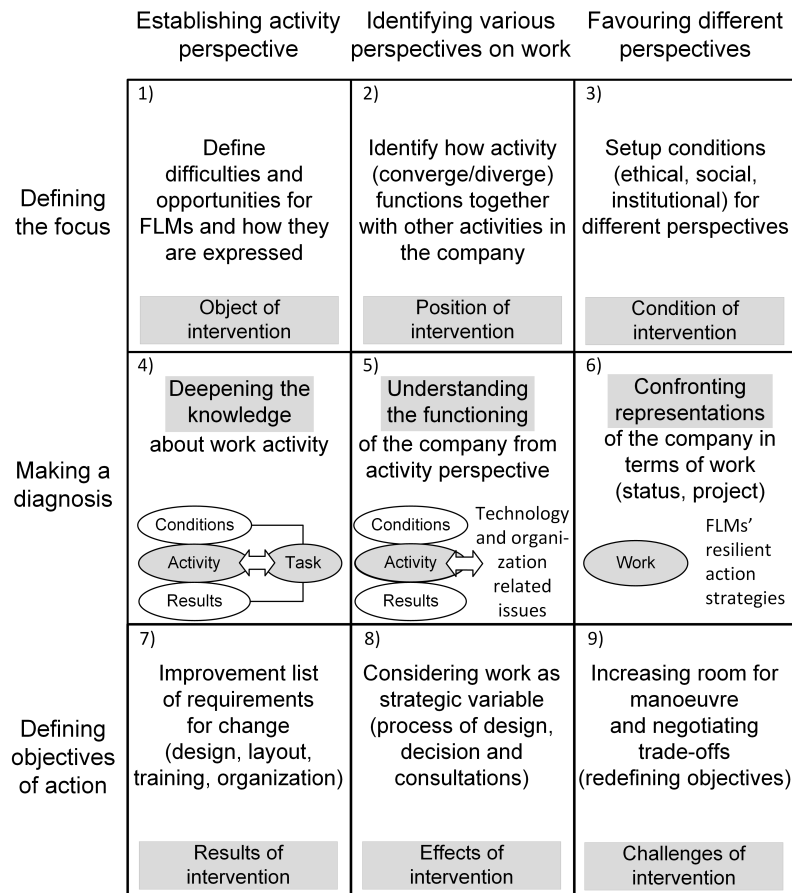 Establishing activity
perspective
Identifying various
perspectives on work
Favouring different
perspectives
Defining
the focus
1)
Define
difficulties and
opportunities for
FLMs and how they
are expressed
Object of
intervention
2)
Identify how activity
(converge/diverge)
functions together
with other activities in
the company
Position of
intervention
3)
Setup conditions
(ethical, social,
institutional) for
different perspectives
Condition of
intervention
Making a
diagnosis
4)
Deepening the
knowledge
about work activity
Conditions
Activity
Task
Results
5)
Understanding
the functioning
of the company from
activity perspective
Conditions
Activity
Results
Technology
and organi-
zation
related
issues
6)
Confronting
representations
of the company in
terms of work
(status, project)
Work
FLMs'
resilient
action
strategies
Defining
objectives
of action
7)
Improvement list
of requirements
for change
(design, layout,
training, organization)
Results of
intervention
8)
Considering work as
strategic variable
(process of design,
decision and
consultations)
Effects of
intervention
9)
Increasing room for
manoeuvre
and negotiating
trade-offs
(redefining objectives)
Challenges of
intervention